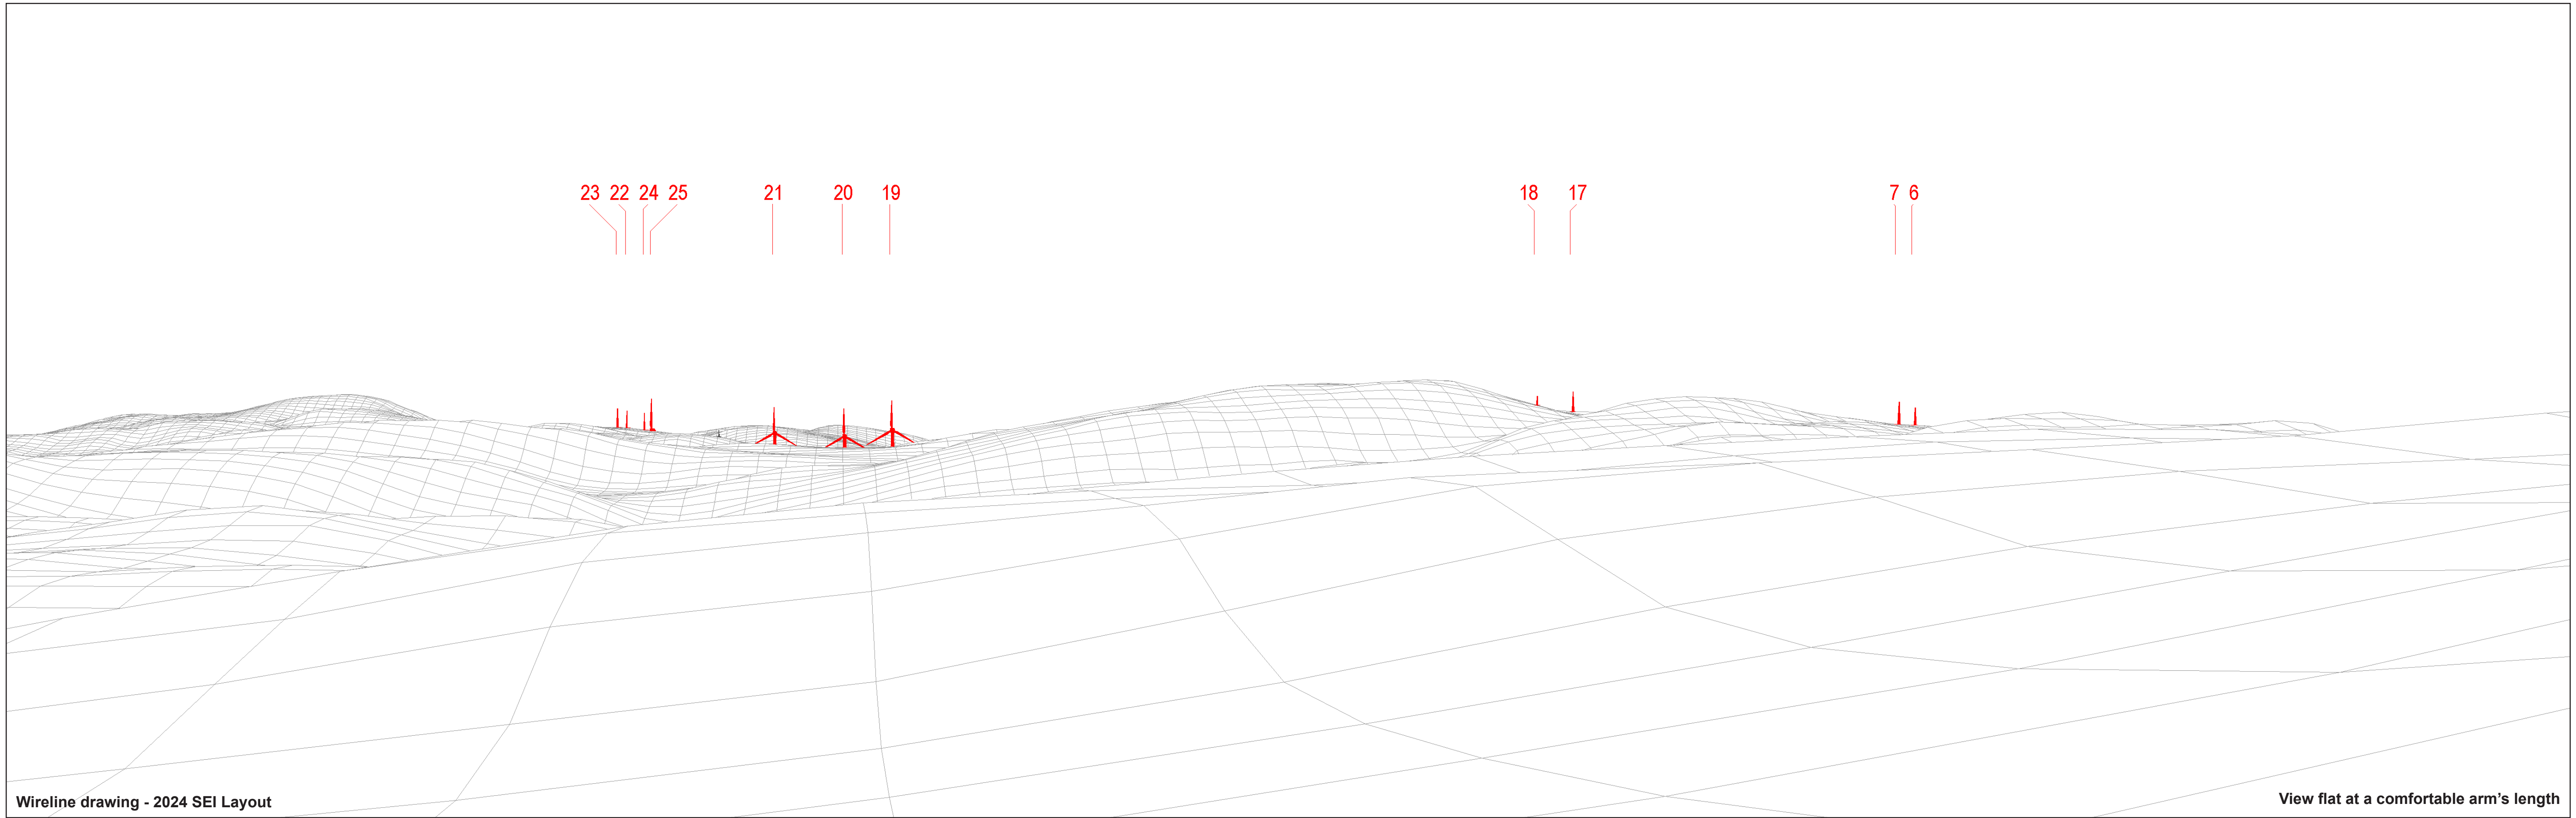 23 22 24 25 21 20 19 18 17 7 6
Wireline drawing - 2024 SEI Layout
View flat at a comfortable arm's length